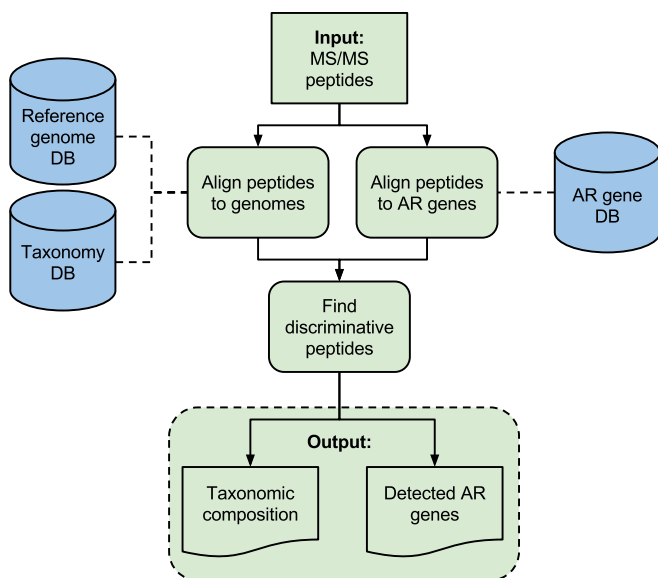 Input:
MS/MS
peptides
Reference
genome
DB
Taxonomy
DB
Align peptides
to genomes
Align peptides
to AR genes
AR gene
DB
Find
discriminative
peptides
Output:
Taxonomic
composition
Detected AR
genes